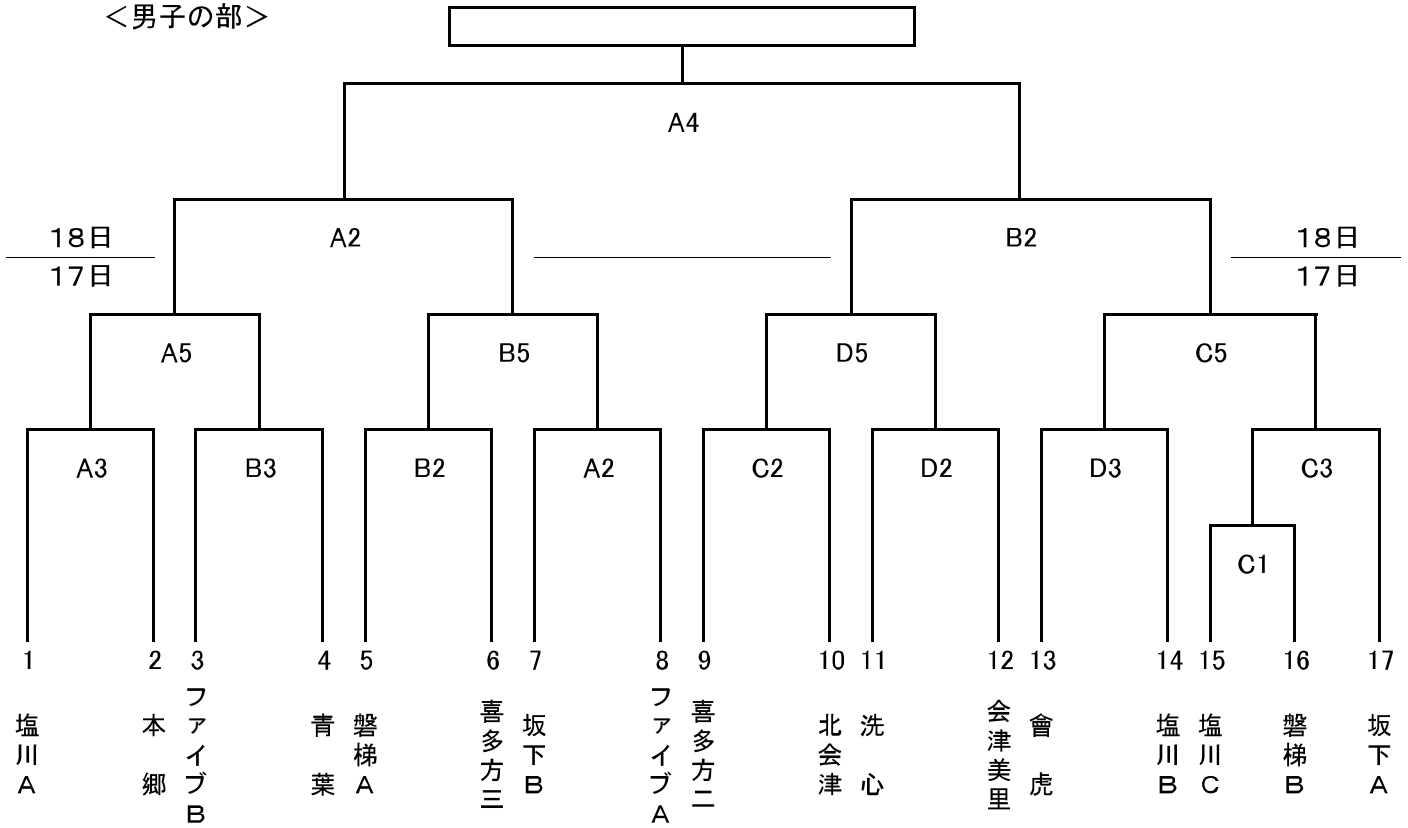 ＜男子の部＞
A4
18日
A2
B2
18日
17日
17日
A5
B5
D5
C5
A3
B3
B2
A2
C2
D2
D3
C3
C1
1
2
3
4
5
6
7
8
9
10
11
12
13
14
15
16
17
塩川A
本郷
ファイブB
青葉
磐梯A
喜多方三
坂下B
ファイブA
喜多方二
北会津
洗心
会津美里
會虎
塩川B
塩川C
磐梯B
坂下A